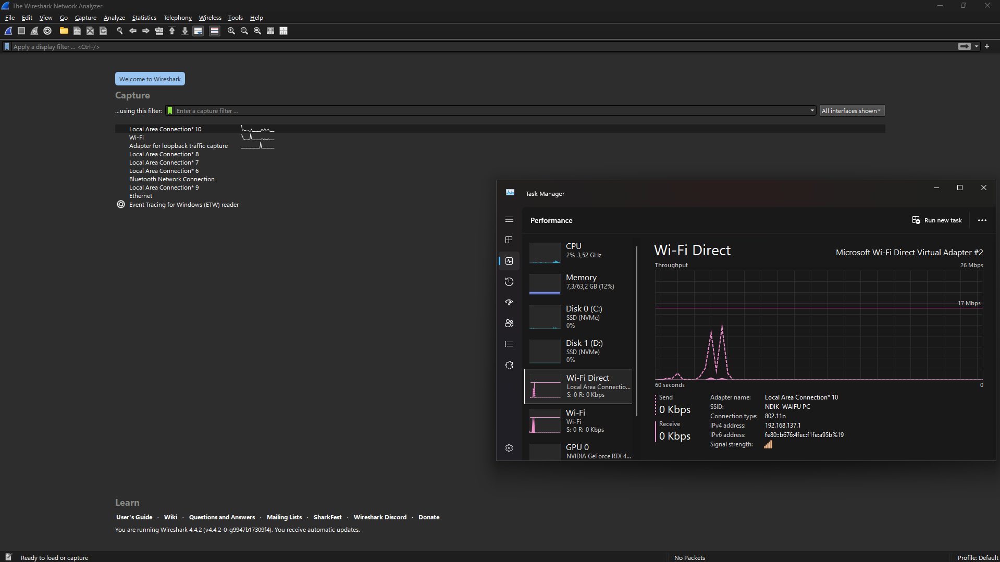 The Wireshark Network Analyzer
File Edit View Go Capture Analyze Statistics Telephony Wireless Tools Help
Apply a display filter ... <Ctrl-/>
Welcome to Wireshark
Capture
...using this filter: Enter a capture filter ... All interfaces shown
Local Area Connection* 10
Wi-Fi
Adapter for loopback traffic capture
Local Area Connection* 8
Local Area Connection* 7
Local Area Connection* 6
Bluetooth Network Connection
Local Area Connection* 9
Ethernet
Event Tracing for Windows (ETW) reader
Task Manager
Performance
Run new task
CPU
2% 3,52 GHz
Memory
7,3/63,2 GB (12%)
Disk 0 (C:)
SSD (NVMe)
0%
Disk 1 (D:)
SSD (NVMe)
0%
Wi-Fi Direct
Local Area Connectio...
S: 0 R: 0 Kbps
Wi-Fi
Wi-Fi
S: 0 R: 0 Kbps
GPU 0
NVIDIA GeForce RTX 4...
Wi-Fi Direct Microsoft Wi-Fi Direct Virtual Adapter #2
Throughput 26 Mbps
17 Mbps
60 seconds 0
Send
0 Kbps
Receive
0 Kbps
Adapter name: Local Area Connection* 10
SSID: NDIK WAIFU PC
Connection type: 802.11n
IPv4 address: 192.168.137.1
IPv6 address: fe80::b676:4fec:f1fe:a95b%19
Signal strength:
Learn
User's Guide · Wiki · Questions and Answers · Mailing Lists · SharkFest · Wireshark Discord · Donate
You are running Wireshark 4.4.2 (v4.4.2-0-g9947b17309f4). You receive automatic updates.
Ready to load or capture No Packets Profile: Default